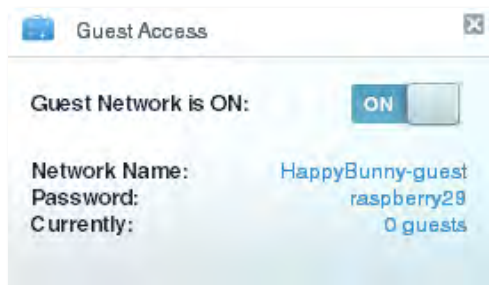 Guest Access
Guest Network is ON: ON
Network Name: HappyBunny-guest
Password: raspberry29
Currently: 0 guests